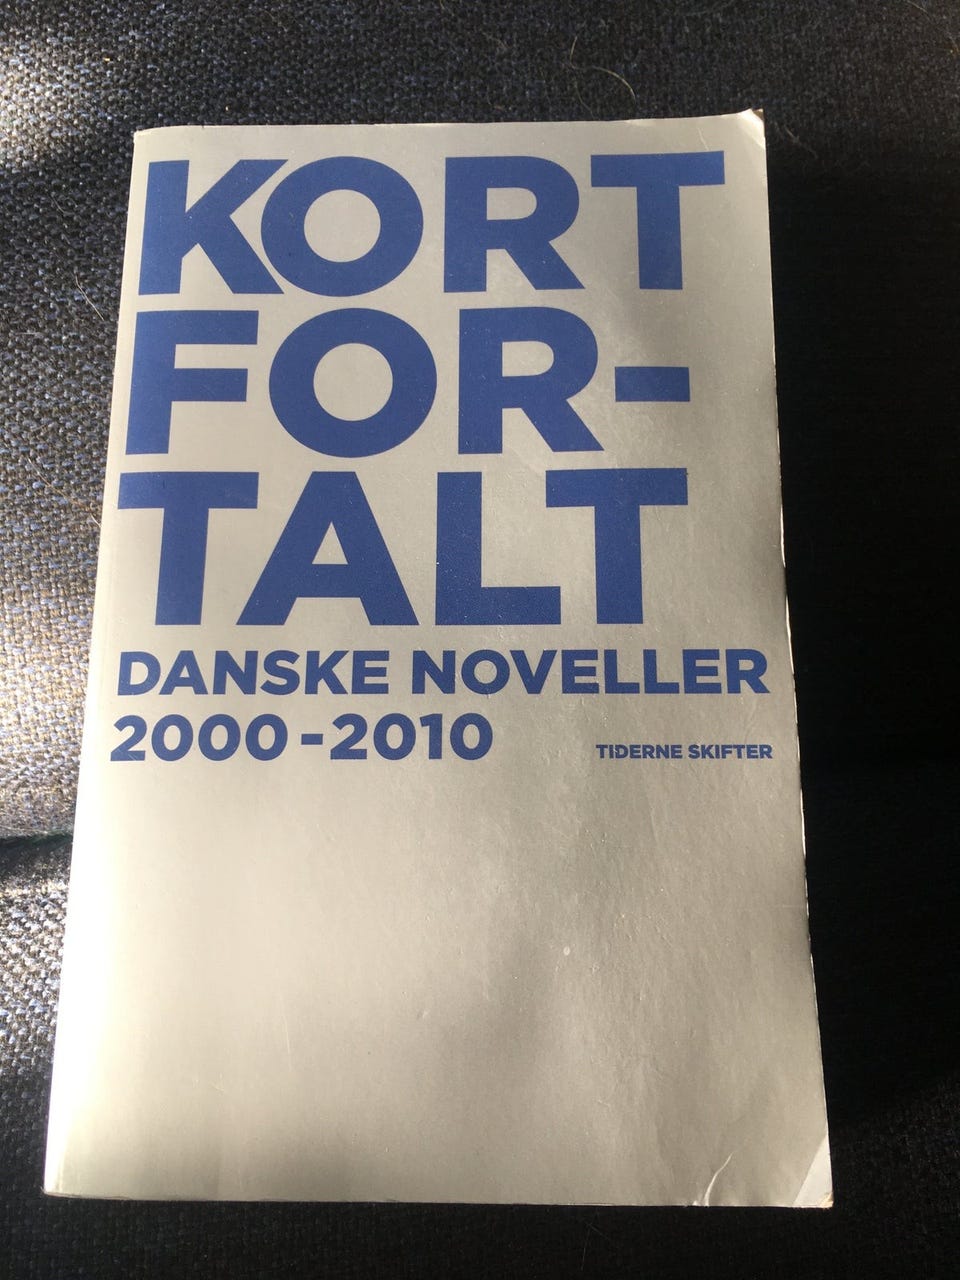 KORT
FOR-
TALT
DANSKE NOVELLER
2000-2010
TIDERNE SKIFTER